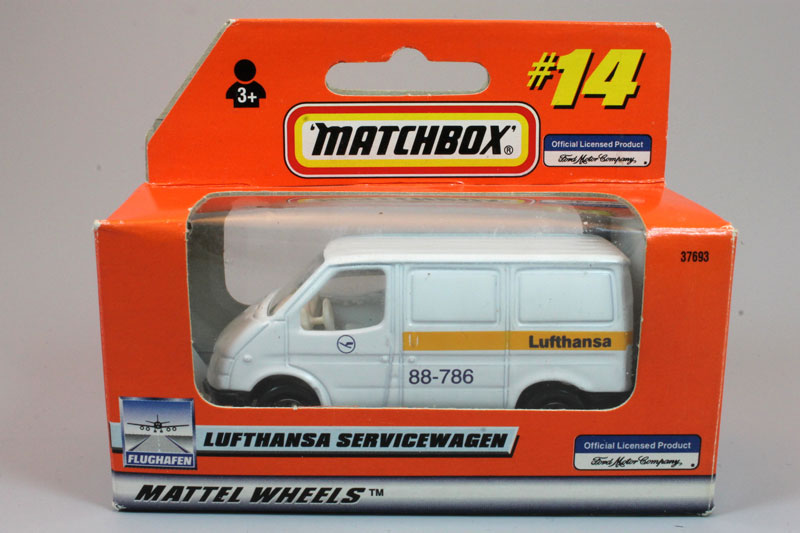 3+
#14
'MATCHBOX'®
Official Licensed Product
Ford Motor Company.
37693
Lufthansa
88-786
FLUGHAFEN
LUFTHANSA SERVICEWAGEN
Official Licensed Product
Ford Motor Company.
MATTEL WHEELS™